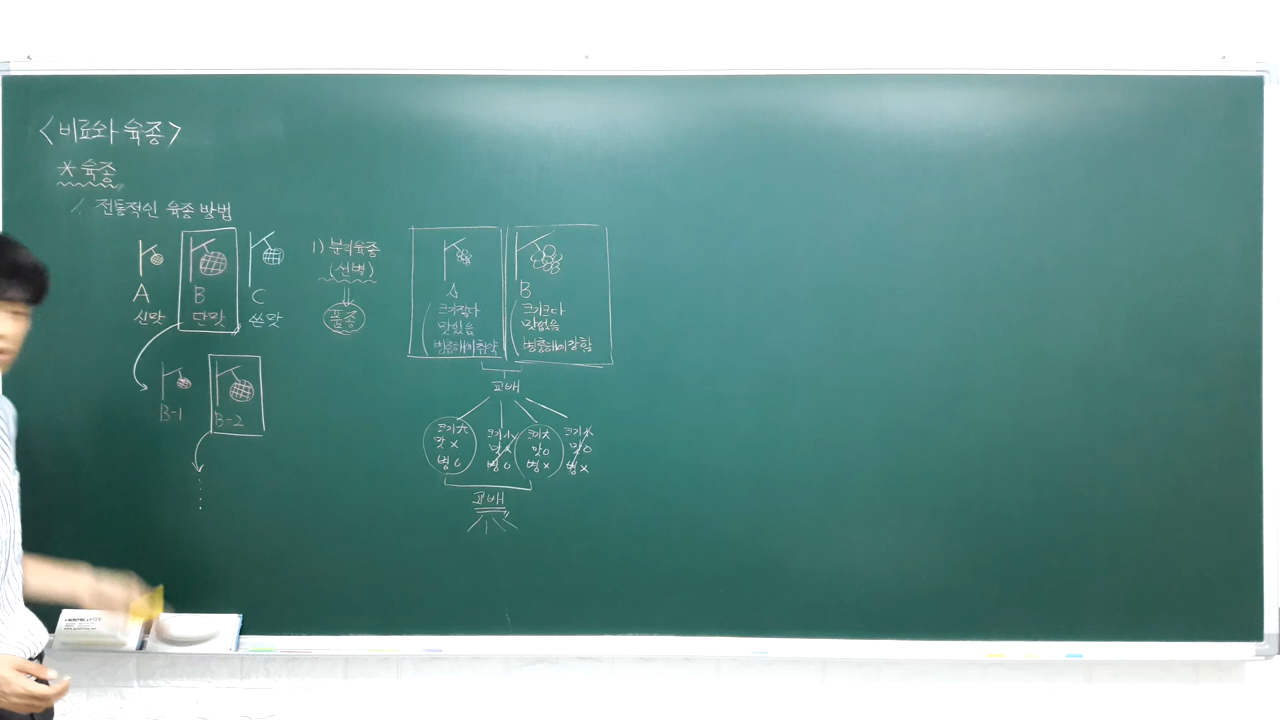 <비료와 육종>
* 육종
1. 전통적인 육종 방법
A
신맛
B
단맛
C
쓴맛
B-1
B-2
1) 분리육종
(선별)
품종
A
크기작다
맛있음
병충해에 취약
B
크기크다
맛없음
병충해에 강함
교배
크기大
맛 X
병 O
크기小
맛 X
병 O
크기大
맛 O
병 X
크기小
맛 O
병 X
교배